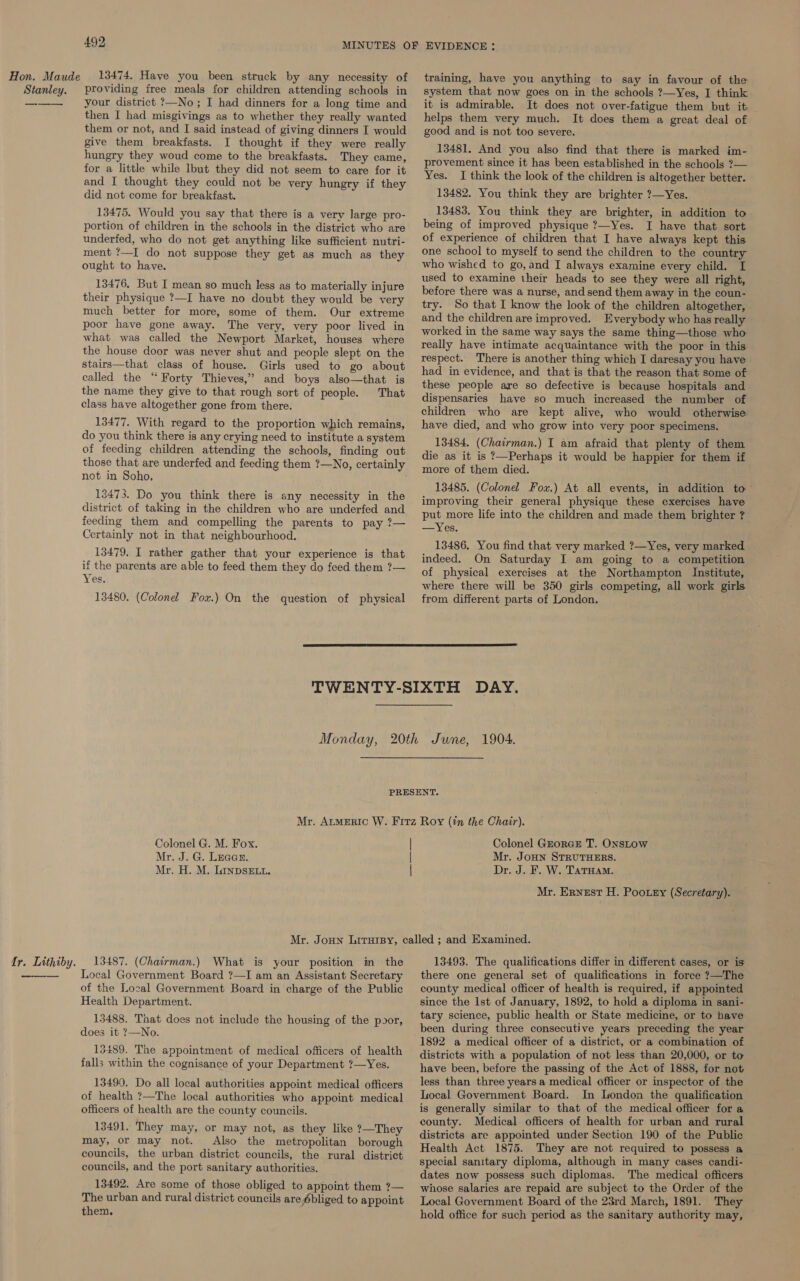 492 MINUTES OF EVIDENCE :
Hon. Maude
Stanley.
13474. Have you been struck by any necessity of
providing free meals for children attending schools in
your district ?—No ; I had dinners for a long time and
then I had misgivings as to whether they really wanted
them or not, and I said instead of giving dinners I would
give them breakfasts. I thought if they were really
hungry they woud come to the breakfasts. They came,
for a little while lbut they did not seem to care for it
and I thought they could not be very hungry if they
did not come for breakfast.
13475. Would you say that there is a very large pro-
portion of children in the schools in the district who are
underfed, who do not get anything like sufficient nutri-
ment ?—I do not suppose they get as much as they
ought to have.
13476. But I mean so much less as to materially injure
their physique ?—I have no doubt they would be very
much better for more, some of them. Our extreme
poor have gone away. The very, very poor lived in
what was called the Newport Market, houses where
the house door was never shut and people slept on the
stairs—that class of house. Girls used to go about
called the “ Forty Thieves,” and boys also—that is
the name they give to that rough sort of people. That
class have altogether gone from there.
13477. With regard to the proportion which remains,
do you think there is any crying need to institute a system
of feeding children attending the schools, finding out
those that are underfed and feeding them ?—No, certainly
not in Soho.
13473. Do you think there is any necessity in the
district of taking in the children who are underfed and
feeding them and compelling the parents to pay ?—
Certainly not in that neighbourhood.
13479. I rather gather that your experience is that
if the parents are able to feed them they do feed them ?—
Yes.
13480. (Colonel Fox.) On the question of physical
training, have you anything to say in favour of the
system that now goes on in the schools ?—Yes, I think
it is admirable. It does not over-fatigue them but it
helps them very much. It does them a great deal of
good and is not too severe.
13481. And you also find that there is marked im-
provement since it has been established in the schools ?—
Yes. I think the look of the children is altogether better.
13482. You think they are brighter ?—Yes.
13483. You think they are brighter, in addition to
being of improved physique ?—Yes. I have that sort
of experience of children that I have always kept this
one school to myself to send the children to the country
who wished to go, and I always examine every child. I
used to examine their heads to see they were all right,
before there was a nurse, and send them away in the coun-
try. So that I know the look of the children altogether,
and the children are improved. Everybody who has really
worked in the same way says the same thing—those who
really have intimate acquaintance with the poor in this
respect. There is another thing which I daresay you have
had in evidence, and that is that the reason that some of
these people are so defective is because hospitals and
dispensaries have so much increased the number of
children who are kept alive, who would otherwise
have died, and who grow into very poor specimens.
13484. (Chairman.) I am afraid that plenty of them
die as it is ?—Perhaps it would be happier for them if
more of them died.
13485. (Colonel Fox.) At all events, in addition to
improving their general physique these exercises have
put more life into the children and made them brighter ?
—Yes.
13486. You find that very marked ?—Yes, very marked
indeed. On Saturday I am going to a competition
of physical exercises at the Northampton Institute,
where there will be 350 girls competing, all work girls
from different parts of London.
TWENTY-SIXTH DAY.
Monday, 20th June, 1904.
PRESENT.
Mr. ALMERIC W. FITZ ROY (in the Chair).
Colonel G. M. FOX.
Mr. J. G. LEGGE.
Mr. H. M. LINDSELL.
Colonel GEORGE T. ONSLOW
Mr. JOHN STRUTHERS.
Dr. J. F. W. TATHAM.
Mr. ERNEST H. POOLEY (Secretary).
Mr. JOHN LITHIBY, called ; and Examined.
Ir. Lithiby.
13487. (Chairman.) What is your position in the
Local Government Board ?—I am an Assistant Secretary
of the Local Government Board in charge of the Public
Health Department.
13488. That does not include the housing of the poor,
does it ?—No.
13489. The appointment of medical officers of health
falls within the cognisance of your Department ?—Yes.
13490. Do all local authorities appoint medical officers
of health ?—The local authorities who appoint medical
officers of health are the county councils.
13491. They may, or may not, as they like ?—They
may, or may not. Also the metropolitan borough
councils, the urban district councils, the rural district
councils, and the port sanitary authorities.
13492. Are some of those obliged to appoint them ?—
The urban and rural district councils are obliged to appoint
them.
13493. The qualifications differ in different cases, or is
there one general set of qualifications in force ?—The
county medical officer of health is required, if appointed
since the 1st of January, 1892, to hold a diploma in sani-
tary science, public health or State medicine, or to have
been during three consecutive years preceding the year
1892 a medical officer of a district, or a combination of
districts with a population of not less than 20,000, or to
have been, before the passing of the Act of 1888, for not
less than three years a medical officer or inspector of the
Local Government Board. In London the qualification
is generally similar to that of the medical officer for a
county. Medical officers of health for urban and rural
districts are appointed under Section 190 of the Public
Health Act 1875. They are not required to possess a
special sanitary diploma, although in many cases candi-
dates now possess such diplomas. The medical officers
whose salaries are repaid are subject to the Order of the
Local Government Board of the 23rd March, 1891. They
hold office for such period as the sanitary authority may,